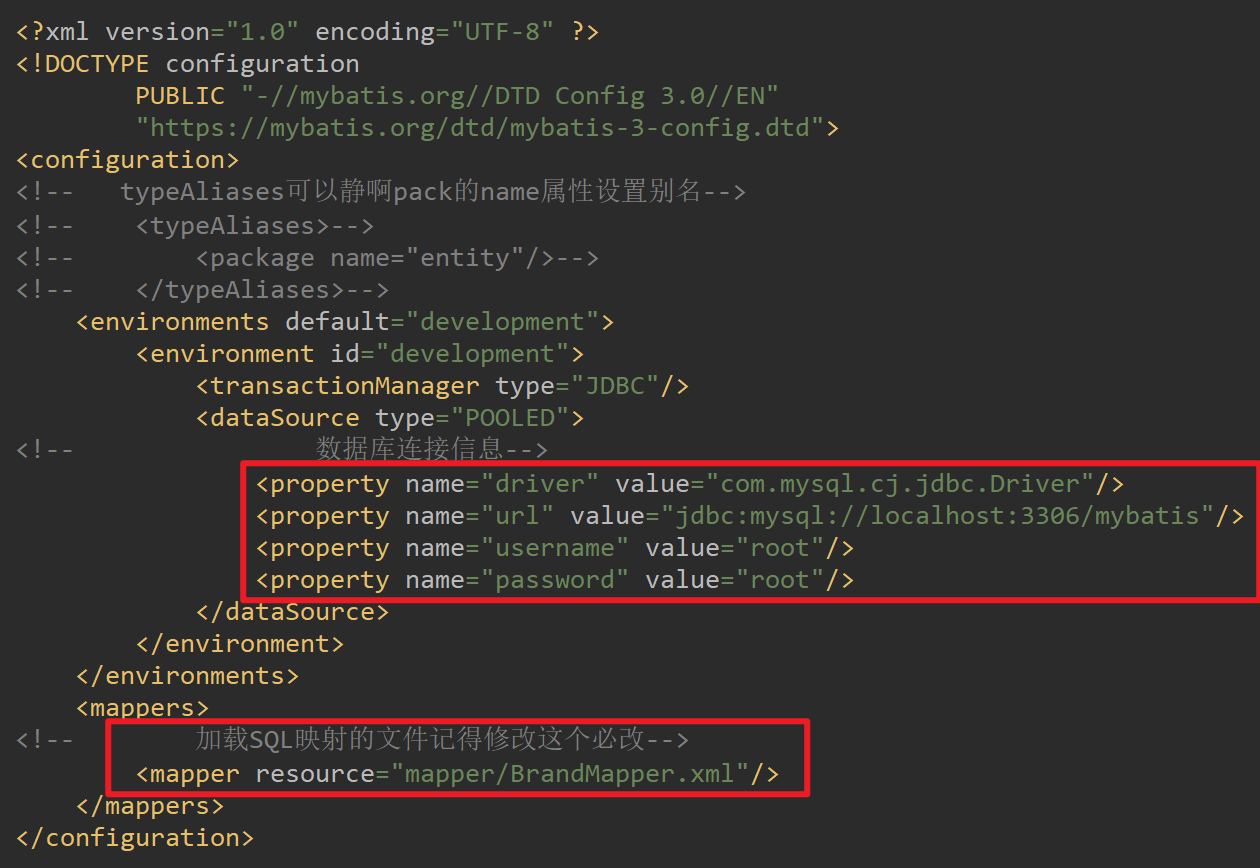 <?xml version="1.0" encoding="UTF-8" ?>
<!DOCTYPE configuration
        PUBLIC "-//mybatis.org//DTD Config 3.0//EN"
        "https://mybatis.org/dtd/mybatis-3-config.dtd">
<configuration>
<!--   typeAliases可以静啊pack的name属性设置别名-->
<!--    <typeAliases>-->
<!--        <package name="entity"/>-->
<!--    </typeAliases>-->
    <environments default="development">
        <environment id="development">
            <transactionManager type="JDBC"/>
            <dataSource type="POOLED">
<!--                数据库连接信息-->
                <property name="driver" value="com.mysql.cj.jdbc.Driver"/>
                <property name="url" value="jdbc:mysql://localhost:3306/mybatis"/>
                <property name="username" value="root"/>
                <property name="password" value="root"/>
            </dataSource>
        </environment>
    </environments>
    <mappers>
<!--        加载SQL映射的文件记得修改这个必改-->
        <mapper resource="mapper/BrandMapper.xml"/>
    </mappers>
</configuration>